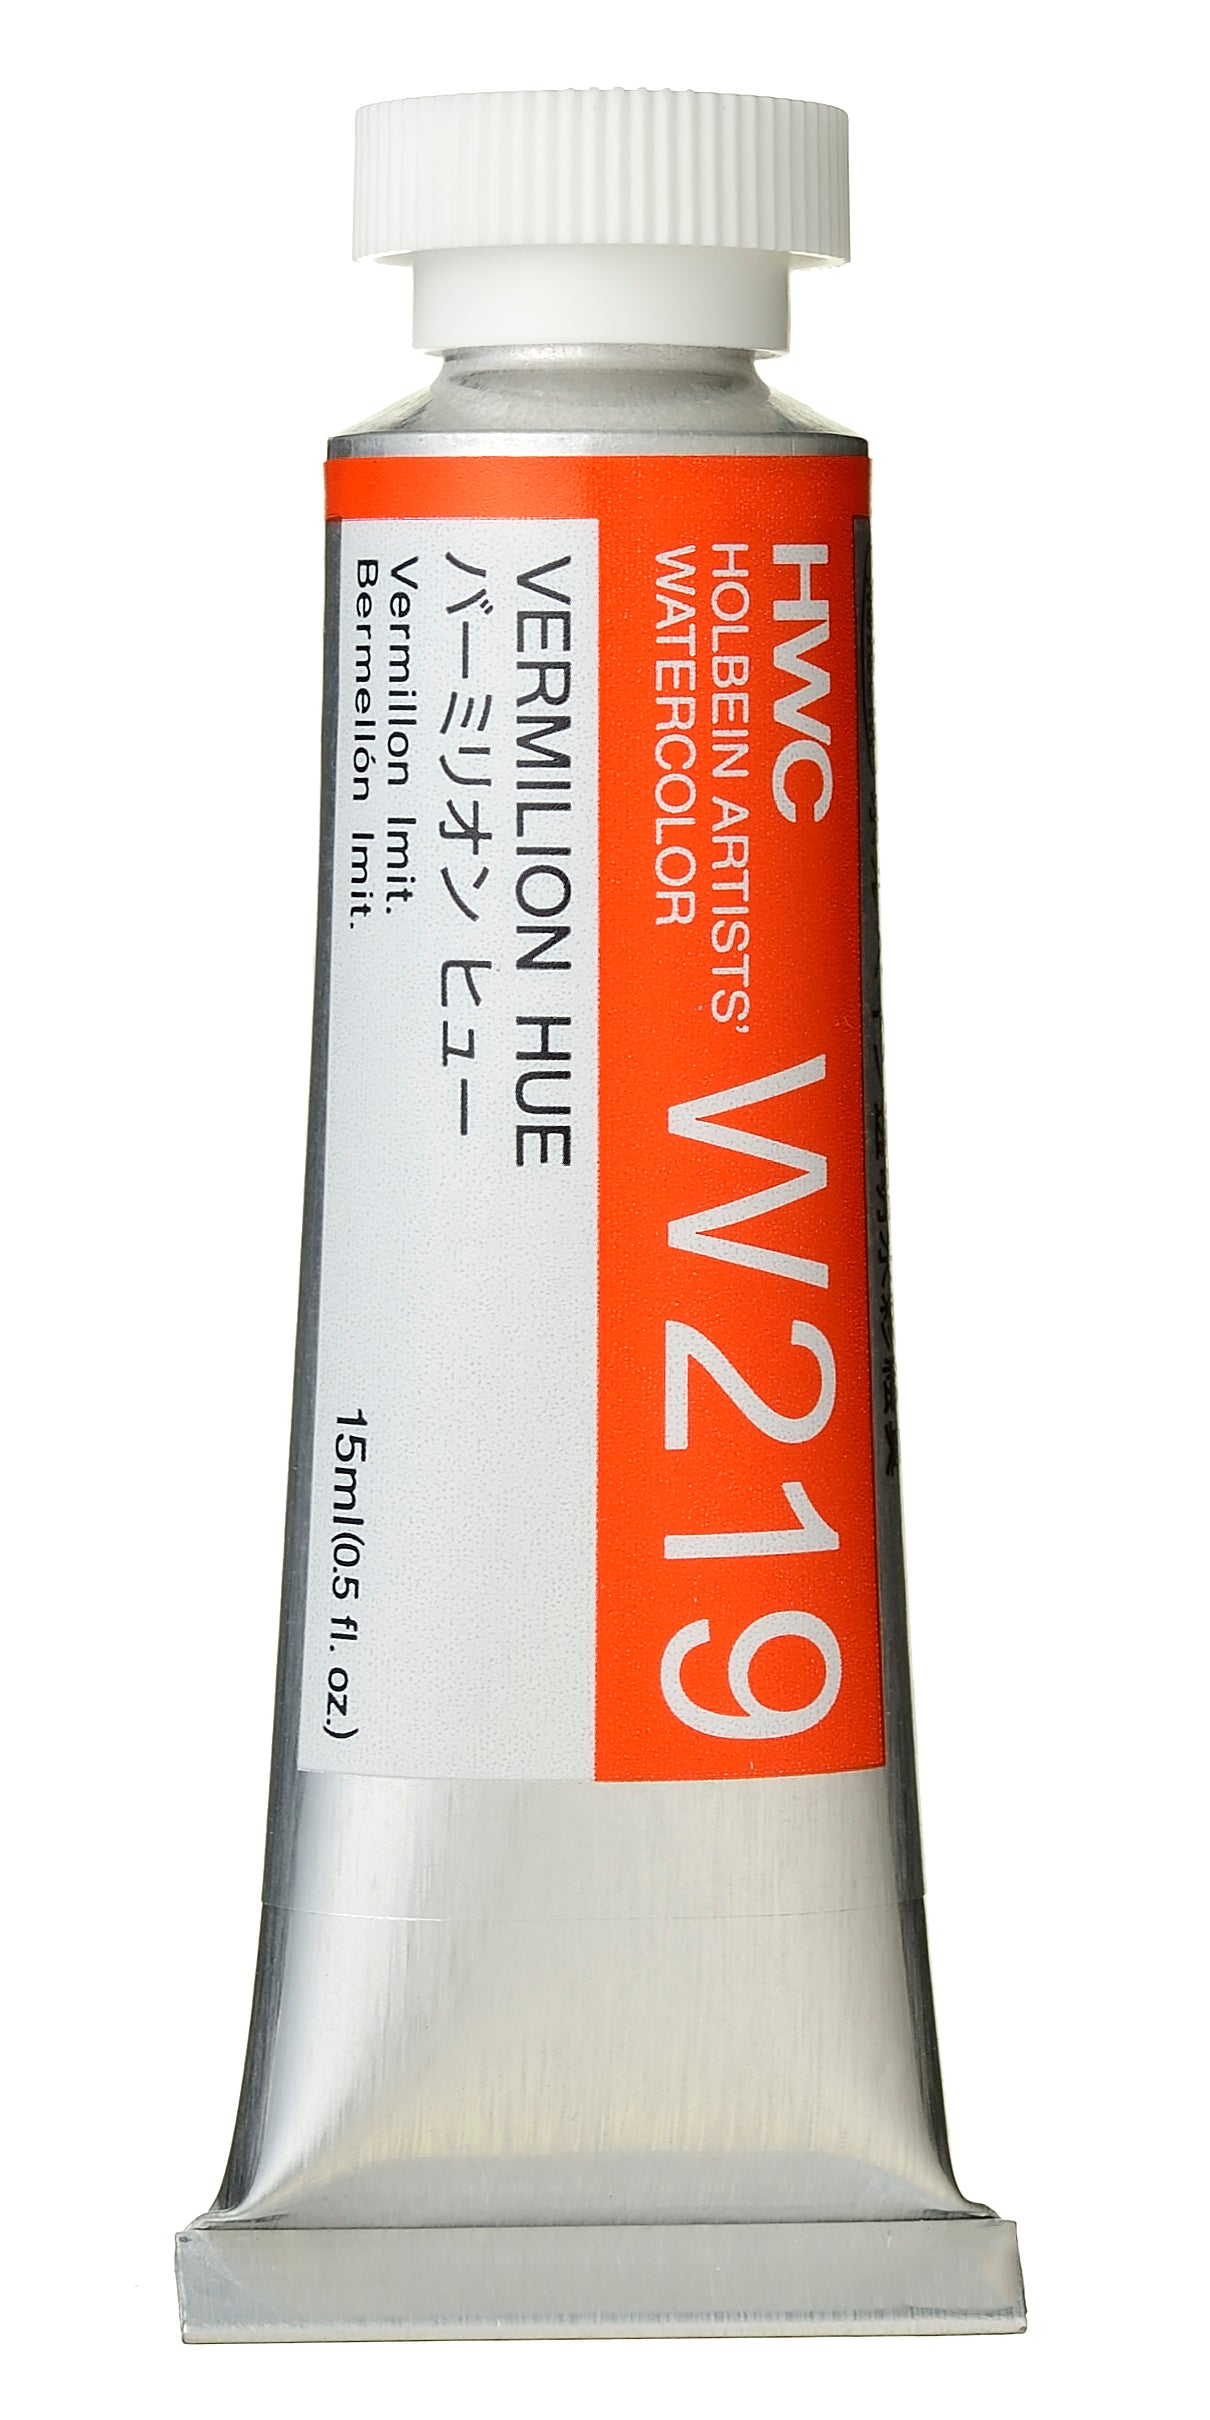 HWC
HOLBEIN ARTISTS'
WATERCOLOR
W219
VERMILION HUE
バーミリオン ヒュー
Vermillon Imit.
Bermellón Imit.
15ml(0.5 fl. oz.)